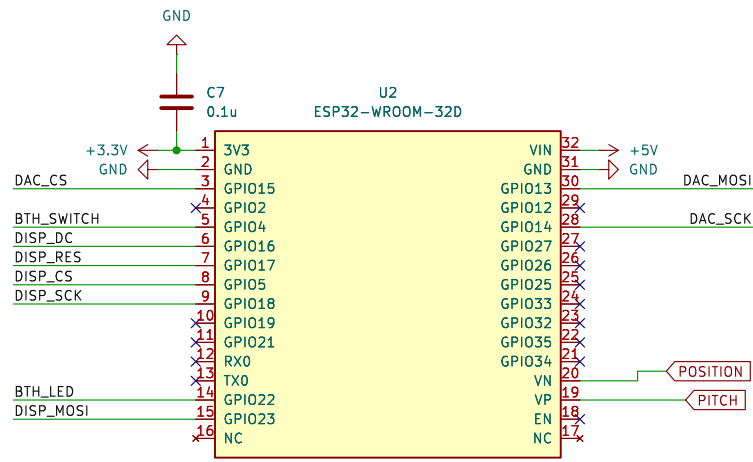 GND
C7
0.1u
U2
ESP32-WROOM-32D
+3.3V 1 3V3 VIN 32 +5V
GND 2 GND GND 31 GND
DAC_CS 3 GPIO15 GPIO13 30 DAC_MOSI
4 GPIO2 GPIO12 29
BTH_SWITCH 5 GPIO4 GPIO14 28 DAC_SCK
DISP_DC 6 GPIO16 GPIO27 27
DISP_RES 7 GPIO17 GPIO26 26
DISP_CS 8 GPIO5 GPIO25 25
DISP_SCK 9 GPIO18 GPIO33 24
10 GPIO19 GPIO32 23
11 GPIO21 GPIO35 22
12 RX0 GPIO34 21
13 TX0 VN 20 POSITION
BTH_LED 14 GPIO22 VP 19 PITCH
DISP_MOSI 15 GPIO23 EN 18
16 NC NC 17